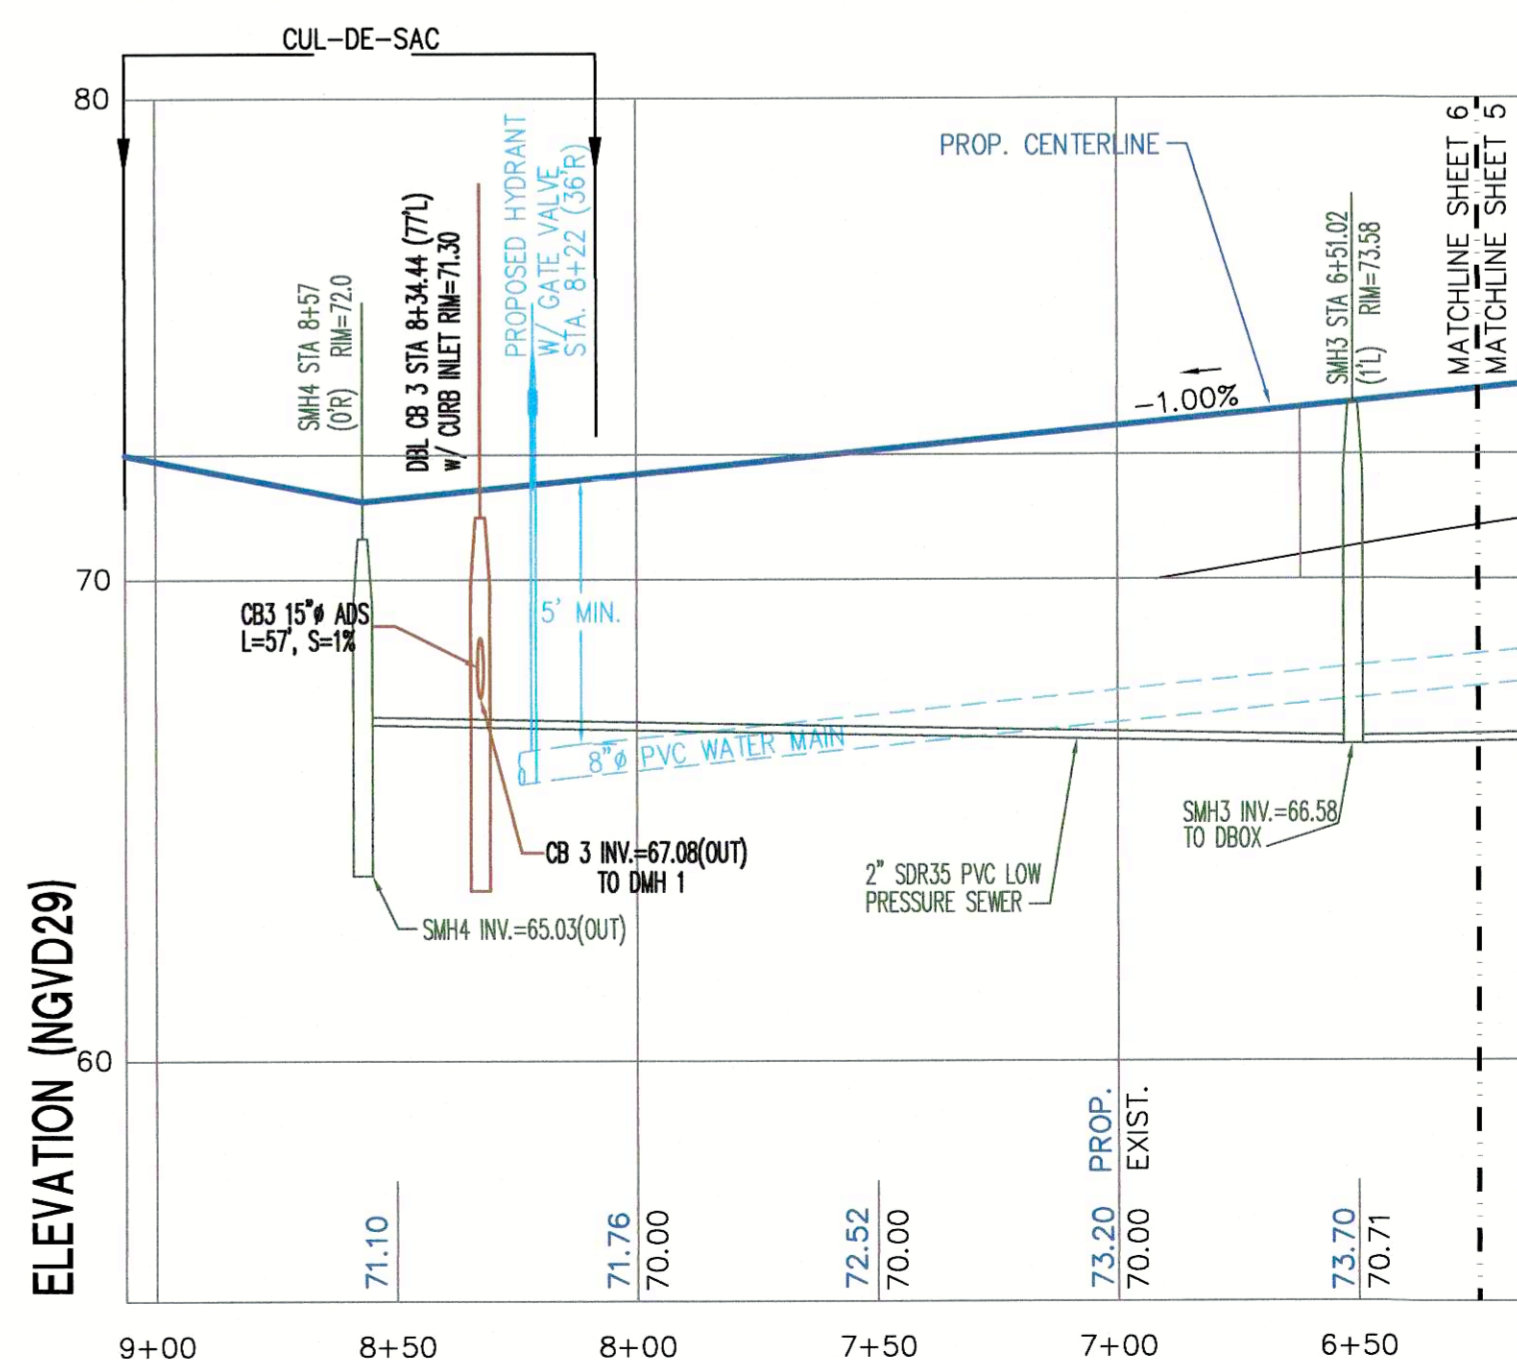 CUL-DE-SAC
80
PROPOSED HYDRANT
W/ GATE VALVE
STA. 8+22 (36'R)
PROP. CENTERLINE
MATCHLINE SHEET 6
MATCHLINE SHEET 5
SMH4 STA 8+57
(0'R) RIM=72.0
DBL CB 3 STA 8+34.44 (77'L)
w/ CURB INLET RIM=71.30
SMH3 STA 6+51.02
(1'L) RIM=73.58
-1.00%
70
CB3 15"ø ADS
L=57', S=1%
5' MIN.
8"ø PVC WATER MAIN
CB 3 INV.=67.08(OUT)
TO DMH 1
SMH3 INV.=66.58
TO DBOX
2" SDR35 PVC LOW
PRESSURE SEWER
SMH4 INV.=65.03(OUT)
ELEVATION (NGVD29)
60
PROP.
EXIST.
71.10
71.76
70.00
72.52
70.00
73.20
70.00
73.70
70.71
9+00
8+50
8+00
7+50
7+00
6+50